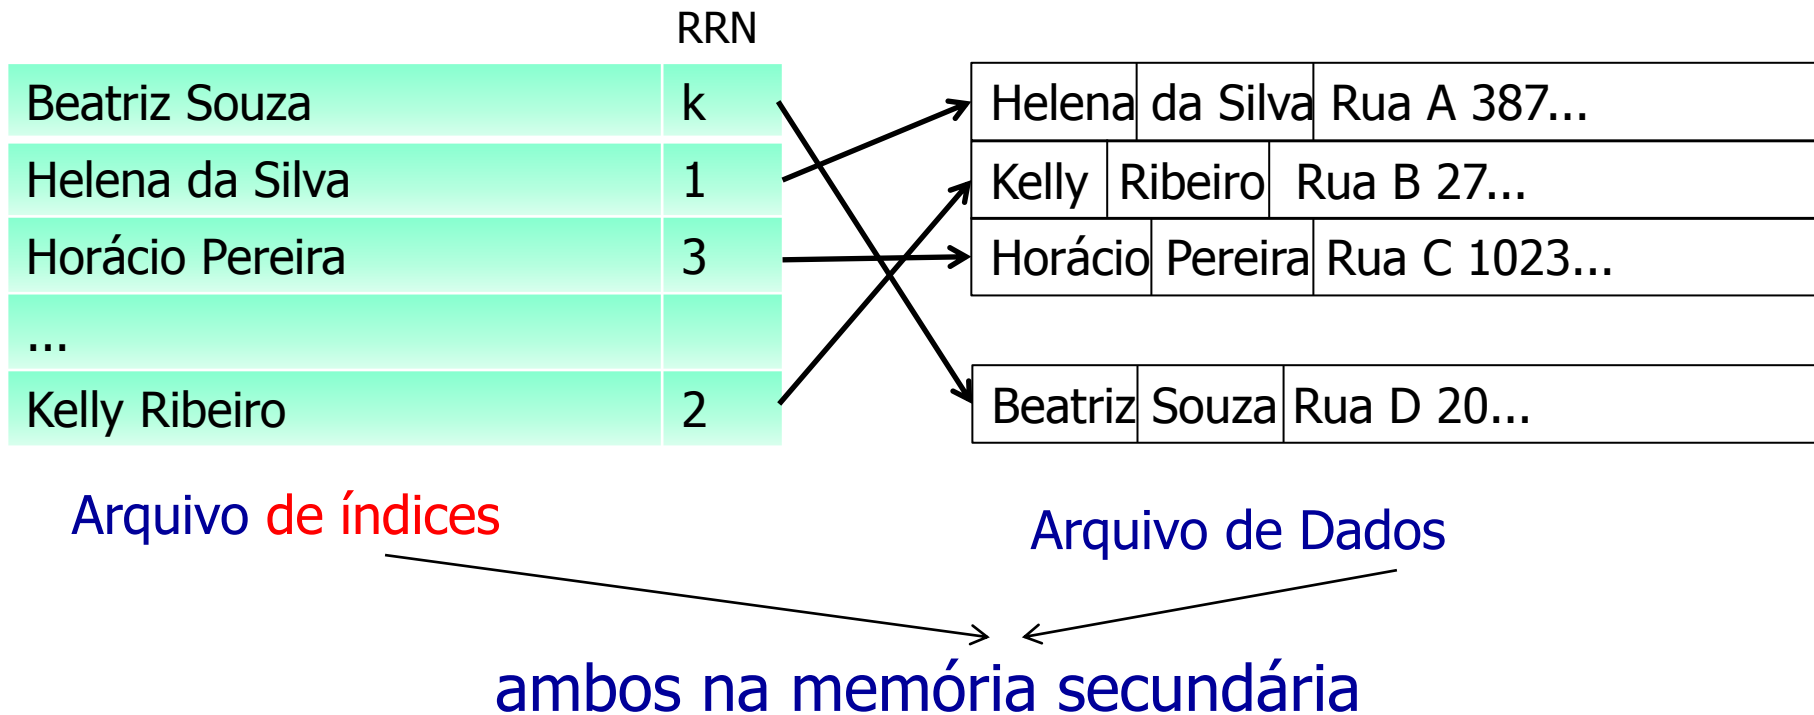 RRN
Beatriz Souza k
Helena da Silva 1
Horácio Pereira 3
...
Kelly Ribeiro 2
Helena da Silva Rua A 387...
Kelly Ribeiro Rua B 27...
Horácio Pereira Rua C 1023...
Beatriz Souza Rua D 20...
Arquivo de índices
Arquivo de Dados
ambos na memória secundária